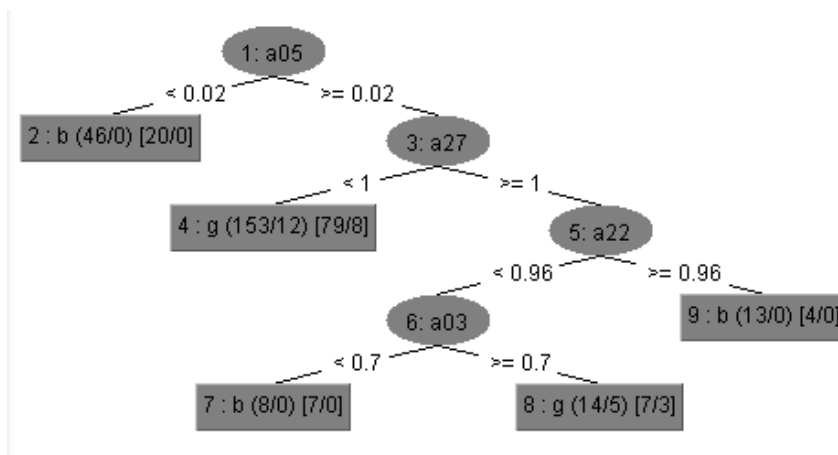 1: a05
< 0.02
>= 0.02
2 : b (46/0) [20/0]
3: a27
< 1
>= 1
4 : g (153/12) [79/8]
5: a22
< 0.96
>= 0.96
6: a03
9 : b (13/0) [4/0]
< 0.7
>= 0.7
7 : b (8/0) [7/0]
8 : g (14/5) [7/3]